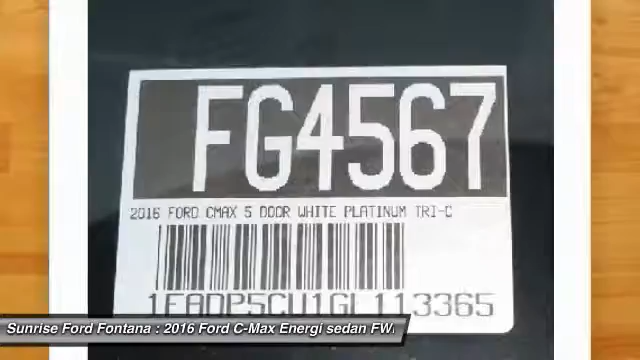 FG4567
2016 FORD CMAX 5 DOOR WHITE PLATINUM TRI-C
1FADP5CU1GL113365
Sunrise Ford Fontana : 2016 Ford C-Max Energi sedan FW